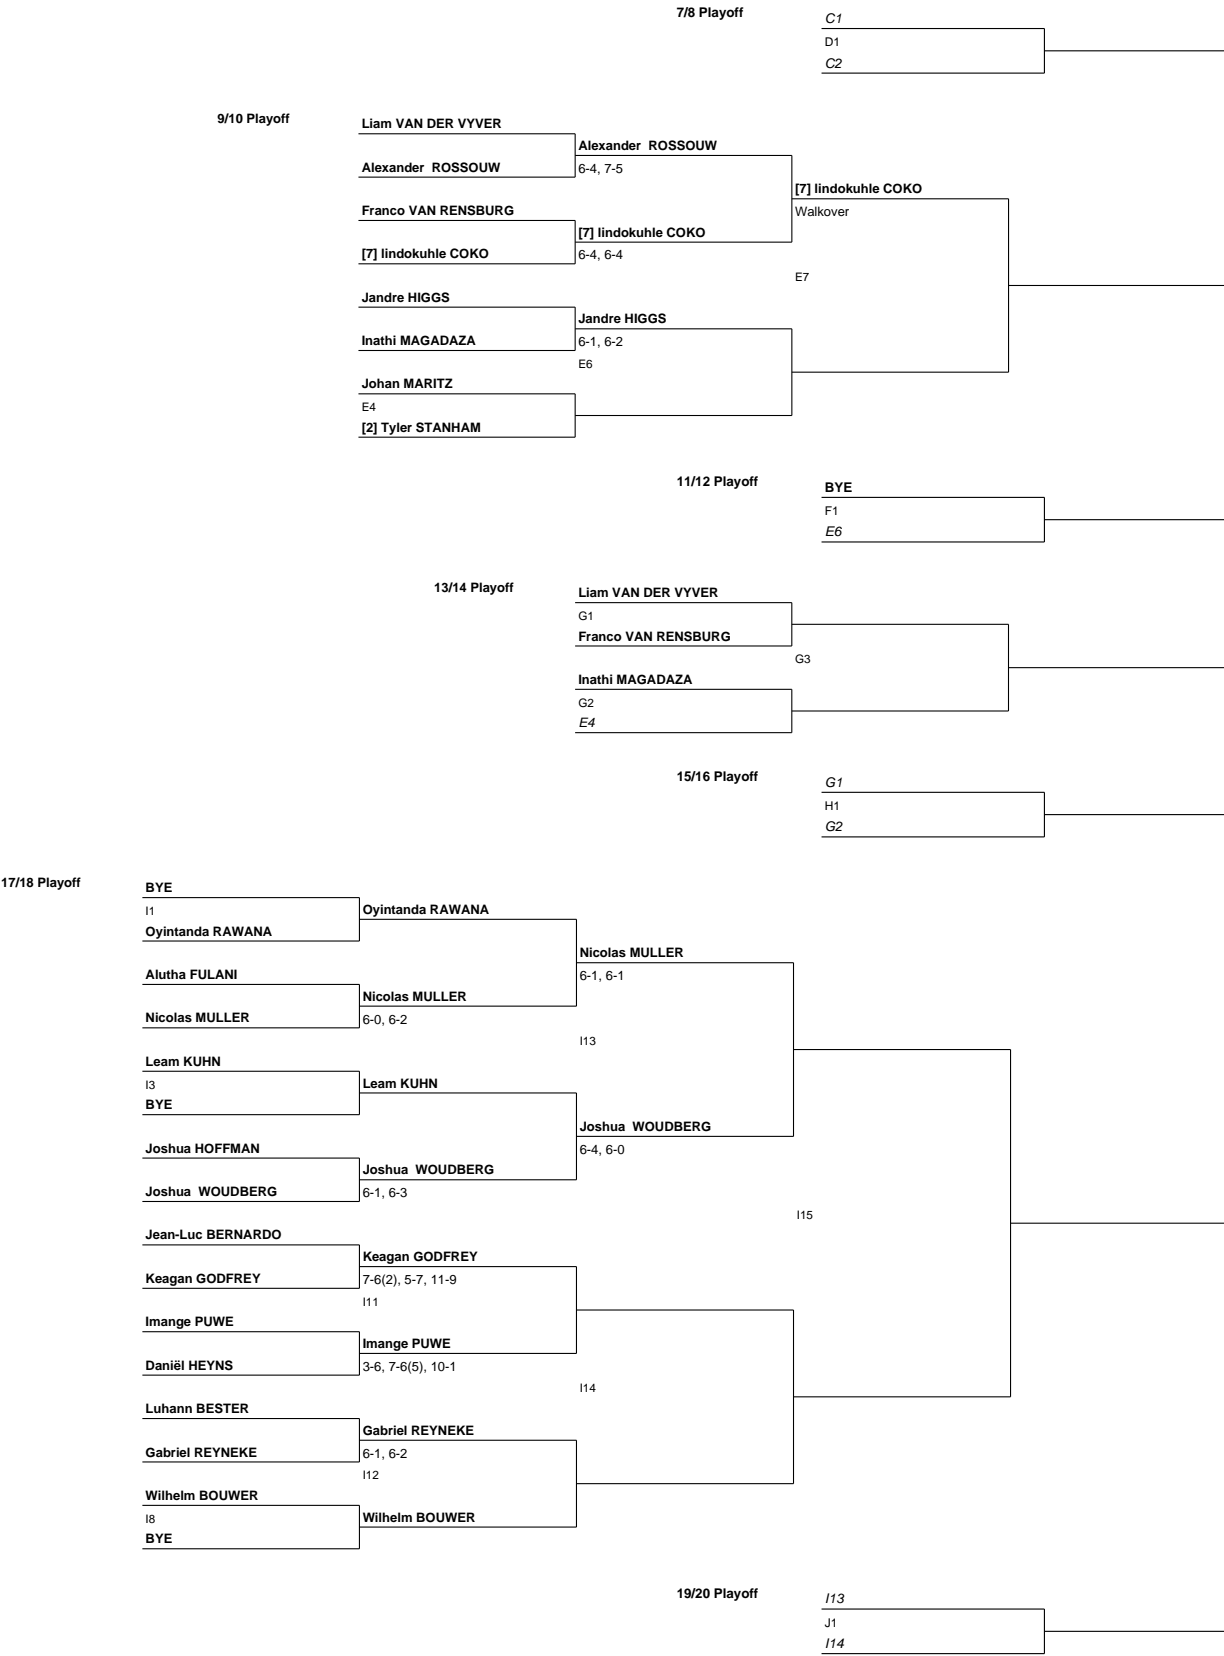 7/8 Playoff
C1
D1
C2
9/10 Playoff
Liam VAN DER VYVER
Alexander ROSSOUW
Alexander ROSSOUW
6-4, 7-5
[7] lindokuhle COKO
Walkover
Franco VAN RENSBURG
[7] lindokuhle COKO
[7] lindokuhle COKO
6-4, 6-4
E7
Jandre HIGGS
Jandre HIGGS
Inathi MAGADAZA
6-1, 6-2
E6
Johan MARITZ
E4
[2] Tyler STANHAM
11/12 Playoff
BYE
F1
E6
13/14 Playoff
Liam VAN DER VYVER
G1
Franco VAN RENSBURG
G3
Inathi MAGADAZA
G2
E4
15/16 Playoff
G1
H1
G2
17/18 Playoff
BYE
I1
Oyintanda RAWANA
Oyintanda RAWANA
Nicolas MULLER
6-1, 6-1
Alutha FULANI
Nicolas MULLER
Nicolas MULLER
6-0, 6-2
I13
Leam KUHN
I3
Leam KUHN
BYE
Joshua WOUDBERG
6-4, 6-0
Joshua HOFFMAN
Joshua WOUDBERG
Joshua WOUDBERG
6-1, 6-3
I15
Jean-Luc BERNARDO
Keagan GODFREY
Keagan GODFREY
7-6(2), 5-7, 11-9
I11
Imange PUWE
Imange PUWE
Daniël HEYNS
3-6, 7-6(5), 10-1
I14
Luhann BESTER
Gabriel REYNEKE
Gabriel REYNEKE
6-1, 6-2
I12
Wilhelm BOUWER
I8
Wilhelm BOUWER
BYE
19/20 Playoff
I13
J1
I14